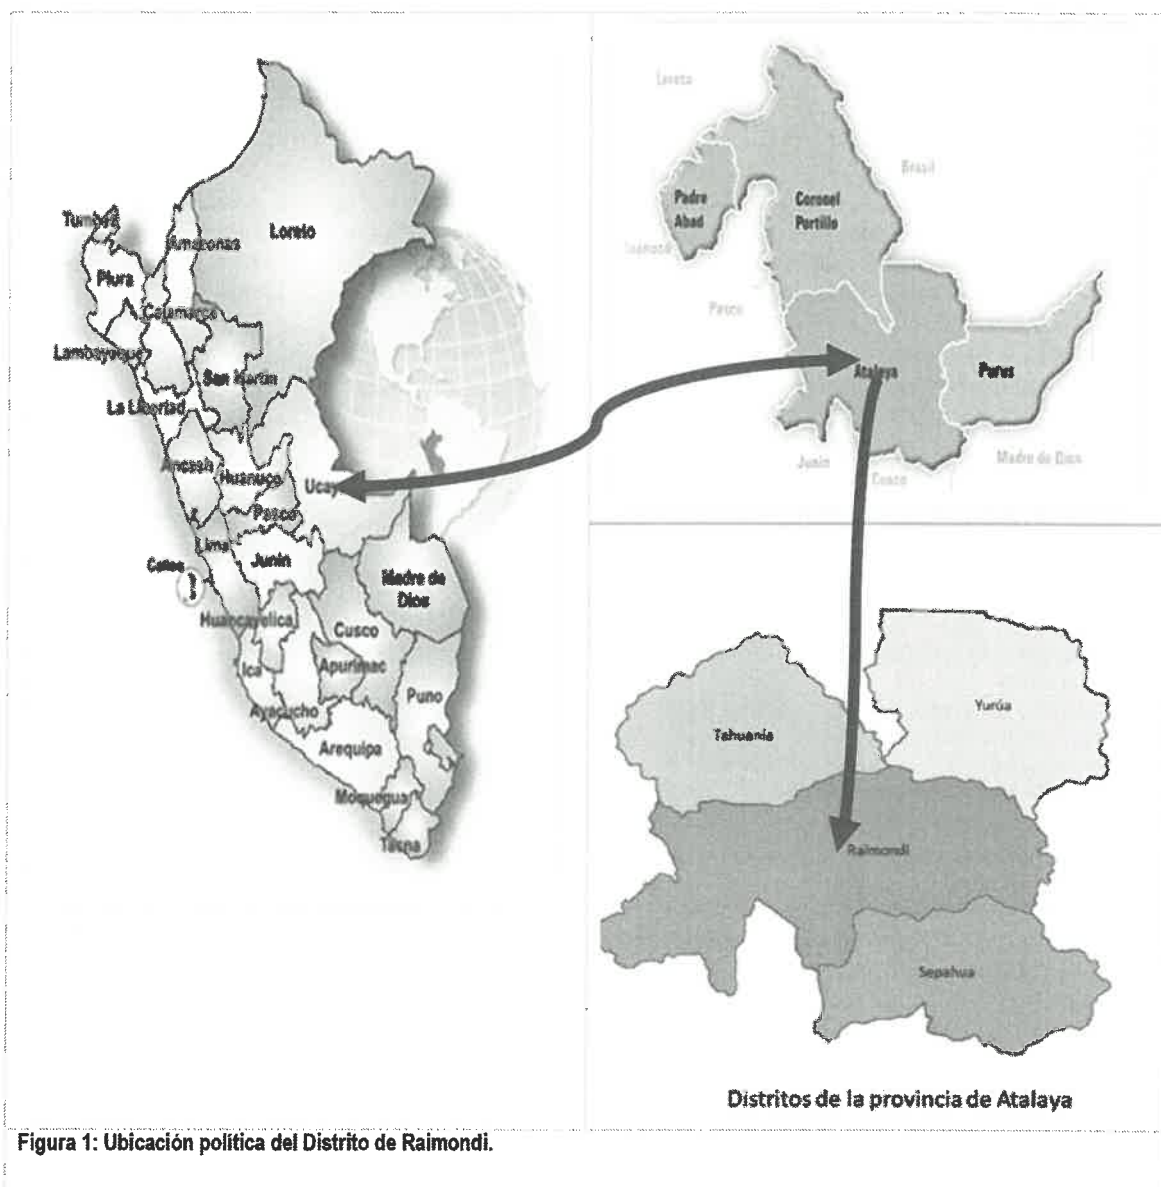 Loreto
Tumbes
Amazonas
Piura
Cajamarca
Lambayeque
San Martín
La Libertad
Ancash
Huánuco
Ucay
Pasco
Lima
Junín
Callao
Madre de
Dios
Huancavelica
Cusco
Ica
Apurímac
Puno
Ayacucho
Arequipa
Moquegua
Tacna
Loreto
Brasil
Padre
Abad
Coronel
Portillo
Pasco
Atalaya
Purus
Junín
Cusco
Madre de Dios
Yurúa
Tahuanía
Raimondi
Sepahua
Distritos de la provincia de Atalaya
Figura 1: Ubicación política del Distrito de Raimondi.